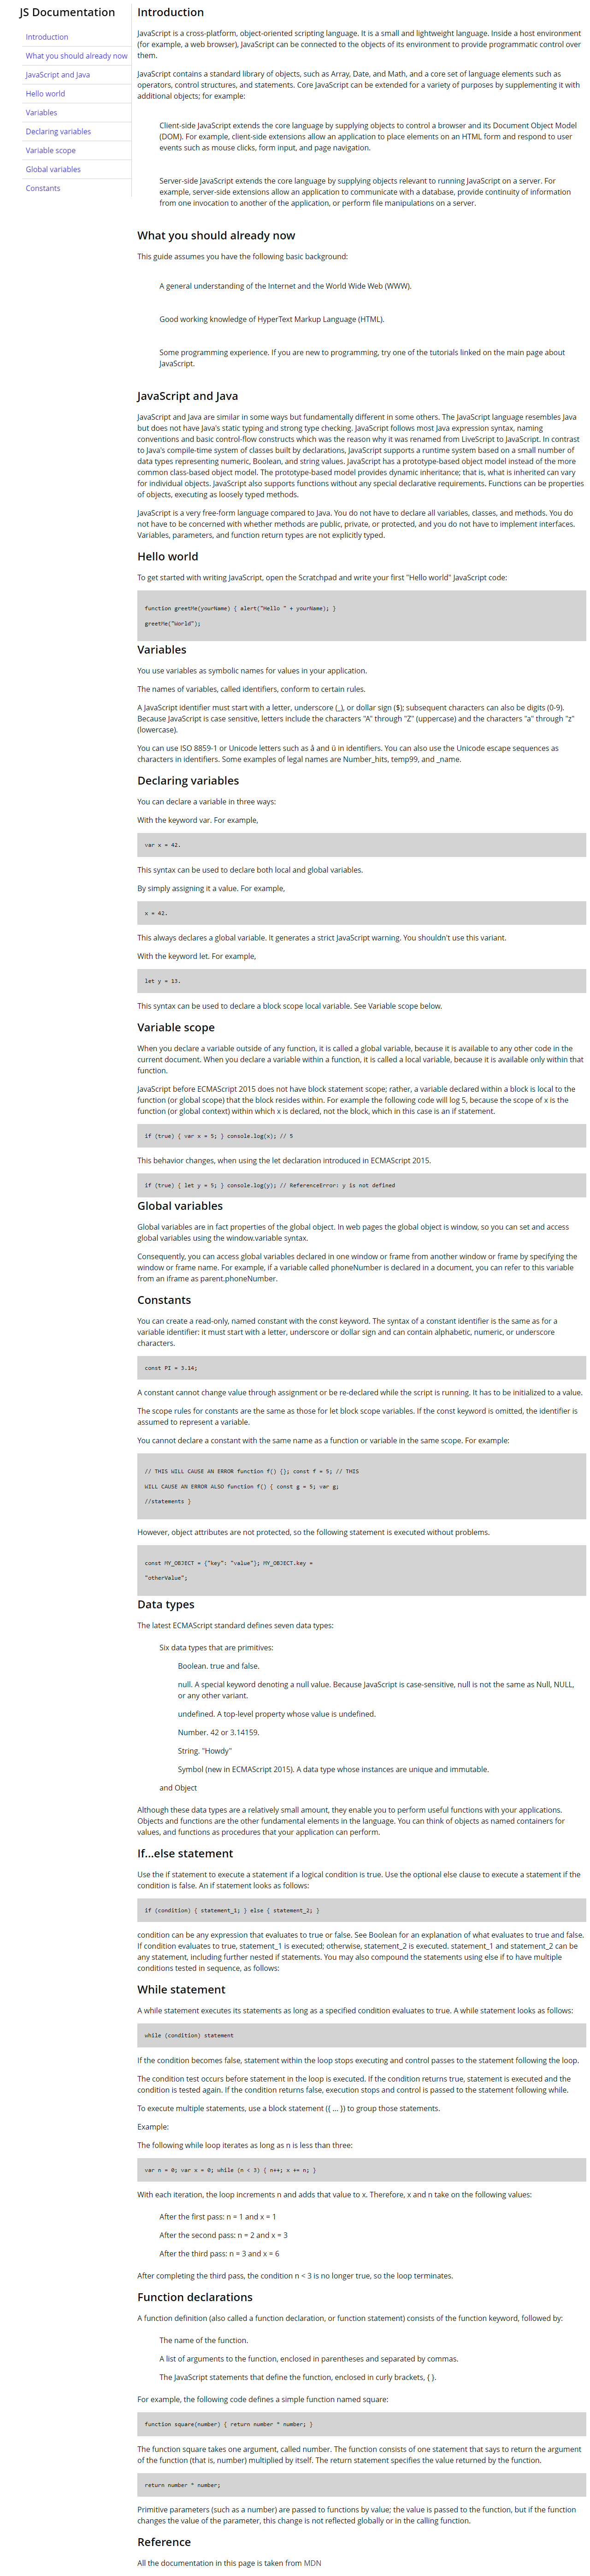 JS Documentation
Introduction
What you should already now
JavaScript and Java
Hello world
Variables
Declaring variables
Variable scope
Global variables
Constants
Introduction
JavaScript is a cross-platform, object-oriented scripting language. It is a small and lightweight language. Inside a host environment
(for example, a web browser), JavaScript can be connected to the objects of its environment to provide programmatic control over
them.
JavaScript contains a standard library of objects, such as Array, Date, and Math, and a core set of language elements such as
operators, control structures, and statements. Core JavaScript can be extended for a variety of purposes by supplementing it with
additional objects; for example:
Client-side JavaScript extends the core language by supplying objects to control a browser and its Document Object Model
(DOM). For example, client-side extensions allow an application to place elements on an HTML form and respond to user
events such as mouse clicks, form input, and page navigation.
Server-side JavaScript extends the core language by supplying objects relevant to running JavaScript on a server. For
example, server-side extensions allow an application to communicate with a database, provide continuity of information
from one invocation to another of the application, or perform file manipulations on a server.
What you should already now
This guide assumes you have the following basic background:
A general understanding of the Internet and the World Wide Web (WWW).
Good working knowledge of HyperText Markup Language (HTML).
Some programming experience. If you are new to programming, try one of the tutorials linked on the main page about
JavaScript.
JavaScript and Java
JavaScript and Java are similar in some ways but fundamentally different in some others. The JavaScript language resembles Java
but does not have Java's static typing and strong type checking. JavaScript follows most Java expression syntax, naming
conventions and basic control-flow constructs which was the reason why it was renamed from LiveScript to JavaScript. In contrast
to Java's compile-time system of classes built by declarations, JavaScript supports a runtime system based on a small number of
data types representing numeric, Boolean, and string values. JavaScript has a prototype-based object model instead of the more
common class-based object model. The prototype-based model provides dynamic inheritance; that is, what is inherited can vary
for individual objects. JavaScript also supports functions without any special declarative requirements. Functions can be properties
of objects, executing as loosely typed methods.
JavaScript is a very free-form language compared to Java. You do not have to declare all variables, classes, and methods. You do
not have to be concerned with whether methods are public, private, or protected, and you do not have to implement interfaces.
Variables, parameters, and function return types are not explicitly typed.
Hello world
To get started with writing JavaScript, open the Scratchpad and write your first "Hello world" JavaScript code:
function greetMe(yourName) { alert("Hello " + yourName); }
greetMe("World");
Variables
You use variables as symbolic names for values in your application.
The names of variables, called identifiers, conform to certain rules.
A JavaScript identifier must start with a letter, underscore (_), or dollar sign ($); subsequent characters can also be digits (0-9).
Because JavaScript is case sensitive, letters include the characters "A" through "Z" (uppercase) and the characters "a" through "z"
(lowercase).
You can use ISO 8859-1 or Unicode letters such as å and ü in identifiers. You can also use the Unicode escape sequences as
characters in identifiers. Some examples of legal names are Number_hits, temp99, and _name.
Declaring variables
You can declare a variable in three ways:
With the keyword var. For example,
var x = 42.
This syntax can be used to declare both local and global variables.
By simply assigning it a value. For example,
x = 42.
This always declares a global variable. It generates a strict JavaScript warning. You shouldn't use this variant.
With the keyword let. For example,
let y = 13.
This syntax can be used to declare a block scope local variable. See Variable scope below.
Variable scope
When you declare a variable outside of any function, it is called a global variable, because it is available to any other code in the
current document. When you declare a variable within a function, it is called a local variable, because it is available only within that
function.
JavaScript before ECMAScript 2015 does not have block statement scope; rather, a variable declared within a block is local to the
function (or global scope) that the block resides within. For example the following code will log 5, because the scope of x is the
function (or global context) within which x is declared, not the block, which in this case is an if statement.
if (true) { var x = 5; } console.log(x); // 5
This behavior changes, when using the let declaration introduced in ECMAScript 2015.
if (true) { let y = 5; } console.log(y); // ReferenceError: y is not defined
Global variables
Global variables are in fact properties of the global object. In web pages the global object is window, so you can set and access
global variables using the window.variable syntax.
Consequently, you can access global variables declared in one window or frame from another window or frame by specifying the
window or frame name. For example, if a variable called phoneNumber is declared in a document, you can refer to this variable
from an iframe as parent.phoneNumber.
Constants
You can create a read-only, named constant with the const keyword. The syntax of a constant identifier is the same as for a
variable identifier: it must start with a letter, underscore or dollar sign and can contain alphabetic, numeric, or underscore
characters.
const PI = 3.14;
A constant cannot change value through assignment or be re-declared while the script is running. It has to be initialized to a value.
The scope rules for constants are the same as those for let block scope variables. If the const keyword is omitted, the identifier is
assumed to represent a variable.
You cannot declare a constant with the same name as a function or variable in the same scope. For example:
// THIS WILL CAUSE AN ERROR function f() {}; const f = 5; // THIS
WILL CAUSE AN ERROR ALSO function f() { const g = 5; var g;
//statements }
However, object attributes are not protected, so the following statement is executed without problems.
const MY_OBJECT = {"key": "value"}; MY_OBJECT.key =
"otherValue";
Data types
The latest ECMAScript standard defines seven data types:
Six data types that are primitives:
Boolean. true and false.
null. A special keyword denoting a null value. Because JavaScript is case-sensitive, null is not the same as Null, NULL,
or any other variant.
undefined. A top-level property whose value is undefined.
Number. 42 or 3.14159.
String. "Howdy"
Symbol (new in ECMAScript 2015). A data type whose instances are unique and immutable.
and Object
Although these data types are a relatively small amount, they enable you to perform useful functions with your applications.
Objects and functions are the other fundamental elements in the language. You can think of objects as named containers for
values, and functions as procedures that your application can perform.
If...else statement
Use the if statement to execute a statement if a logical condition is true. Use the optional else clause to execute a statement if the
condition is false. An if statement looks as follows:
if (condition) { statement_1; } else { statement_2; }
condition can be any expression that evaluates to true or false. See Boolean for an explanation of what evaluates to true and false.
If condition evaluates to true, statement_1 is executed; otherwise, statement_2 is executed. statement_1 and statement_2 can be
any statement, including further nested if statements. You may also compound the statements using else if to have multiple
conditions tested in sequence, as follows:
While statement
A while statement executes its statements as long as a specified condition evaluates to true. A while statement looks as follows:
while (condition) statement
If the condition becomes false, statement within the loop stops executing and control passes to the statement following the loop.
The condition test occurs before statement in the loop is executed. If the condition returns true, statement is executed and the
condition is tested again. If the condition returns false, execution stops and control is passed to the statement following while.
To execute multiple statements, use a block statement ({ ... }) to group those statements.
Example:
The following while loop iterates as long as n is less than three:
var n = 0; var x = 0; while (n < 3) { n++; x += n; }
With each iteration, the loop increments n and adds that value to x. Therefore, x and n take on the following values:
After the first pass: n = 1 and x = 1
After the second pass: n = 2 and x = 3
After the third pass: n = 3 and x = 6
After completing the third pass, the condition n < 3 is no longer true, so the loop terminates.
Function declarations
A function definition (also called a function declaration, or function statement) consists of the function keyword, followed by:
The name of the function.
A list of arguments to the function, enclosed in parentheses and separated by commas.
The JavaScript statements that define the function, enclosed in curly brackets, { }.
For example, the following code defines a simple function named square:
function square(number) { return number * number; }
The function square takes one argument, called number. The function consists of one statement that says to return the argument
of the function (that is, number) multiplied by itself. The return statement specifies the value returned by the function.
return number * number;
Primitive parameters (such as a number) are passed to functions by value; the value is passed to the function, but if the function
changes the value of the parameter, this change is not reflected globally or in the calling function.
Reference
All the documentation in this page is taken from MDN